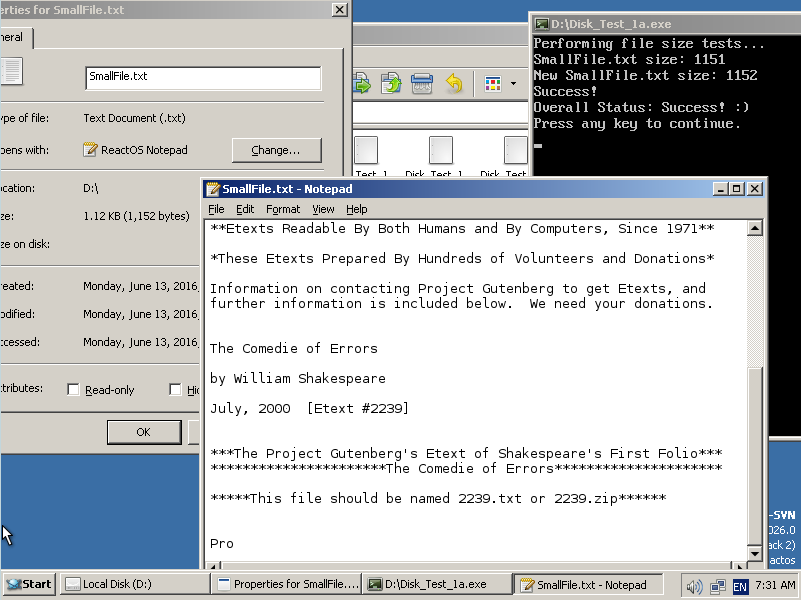 erties for SmallFile.txt
neral
SmallFile.txt
ype of file: Text Document (.txt)
pens with: ReactOS Notepad Change...
ocation: D:\
ze: 1.12 KB (1,152 bytes)
ze on disk:
reated: Monday, June 13, 2016,
odified: Monday, June 13, 2016,
ccessed: Monday, June 13, 2016,
ttributes: Read-only Hid
OK
Test_1 Disk_Test Disk_Test
D:\Disk_Test_1a.exe
Performing file size tests...
SmallFile.txt size: 1151
New SmallFile.txt size: 1152
Success!
Overall Status: Success! :)
Press any key to continue.
SmallFile.txt - Notepad
File Edit Format View Help
**Etexts Readable By Both Humans and By Computers, Since 1971**
*These Etexts Prepared By Hundreds of Volunteers and Donations*
Information on contacting Project Gutenberg to get Etexts, and
further information is included below.  We need your donations.
The Comedie of Errors
by William Shakespeare
July, 2000  [Etext #2239]
***The Project Gutenberg's Etext of Shakespeare's First Folio***
**********************The Comedie of Errors*********************
*****This file should be named 2239.txt or 2239.zip******
Pro
-SVN
026.0
ack 2)
actos
Start Local Disk (D:) Properties for SmallFile.... D:\Disk_Test_1a.exe SmallFile.txt - Notepad EN 7:31 AM